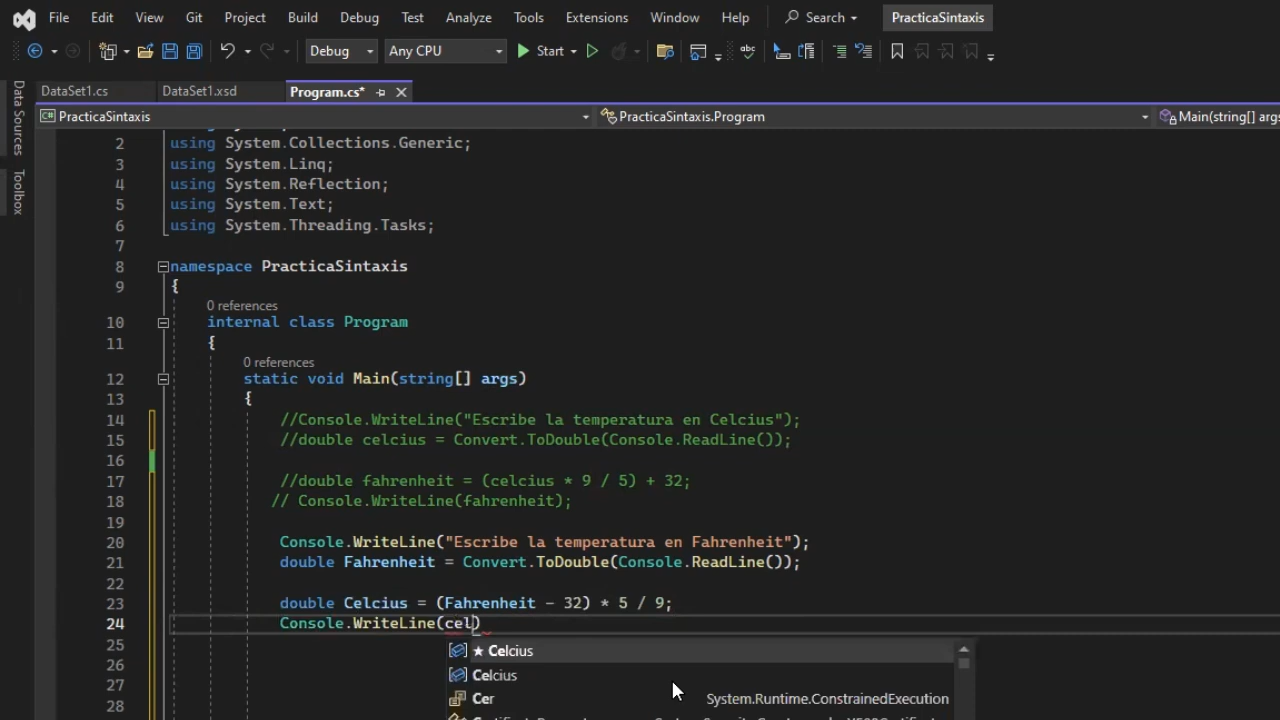 File Edit View Git Project Build Debug Test Analyze Tools Extensions Window Help Search PracticaSintaxis
Debug Any CPU Start
DataSet1.cs DataSet1.xsd Program.cs*
Data Sources
Toolbox
PracticaSintaxis PracticaSintaxis.Program Main(string[] args
2 using System.Collections.Generic;
3 using System.Linq;
4 using System.Reflection;
5 using System.Text;
6 using System.Threading.Tasks;
7
8 namespace PracticaSintaxis
9 {
0 references
10 internal class Program
11 {
0 references
12 static void Main(string[] args)
13 {
14 //Console.WriteLine("Escribe la temperatura en Celcius");
15 //double celcius = Convert.ToDouble(Console.ReadLine());
16
17 //double fahrenheit = (celcius * 9 / 5) + 32;
18 // Console.WriteLine(fahrenheit);
19
20 Console.WriteLine("Escribe la temperatura en Fahrenheit");
21 double Fahrenheit = Convert.ToDouble(Console.ReadLine());
22
23 double Celcius = (Fahrenheit - 32) * 5 / 9;
24 Console.WriteLine(cel)
25
★ Celcius
26
Celcius
27
Cer System.Runtime.ConstrainedExecution
28